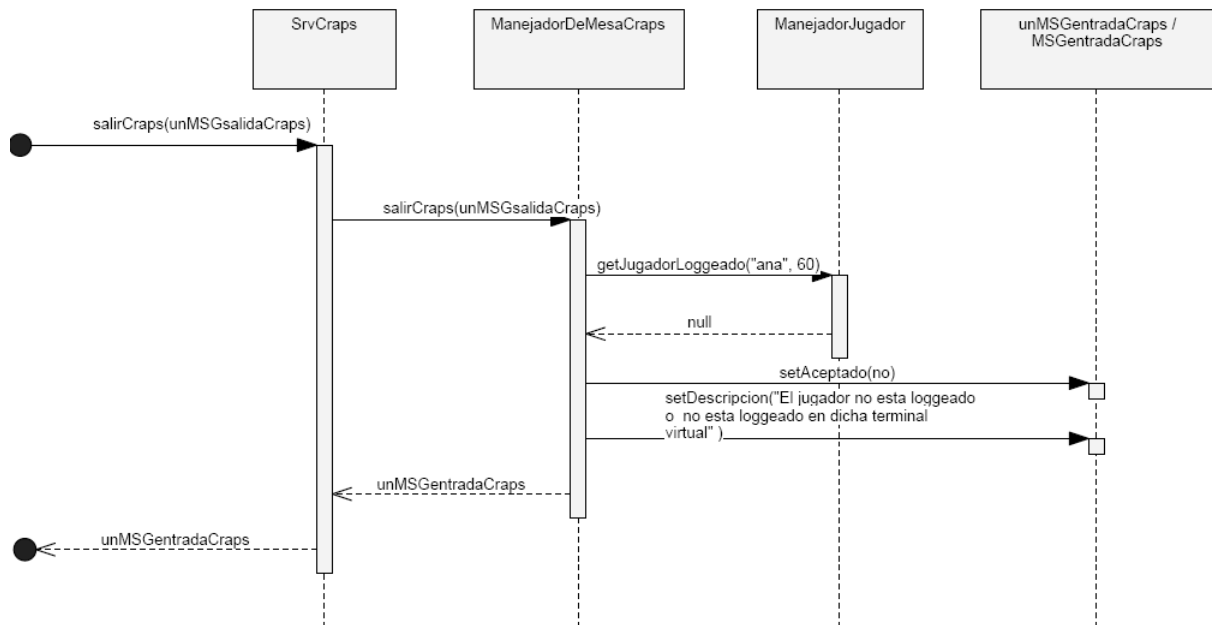 SrvCraps
ManejadorDeMesaCraps
ManejadorJugador
unMSGentradaCraps /
MSGentradaCraps
salirCraps(unMSGsalidaCraps)
salirCraps(unMSGsalidaCraps)
getJugadorLoggeado("ana", 60)
null
setAceptado(no)
setDescripcion("El jugador no esta loggeado
o no esta loggeado en dicha terminal
virtual" )
unMSGentradaCraps
unMSGentradaCraps